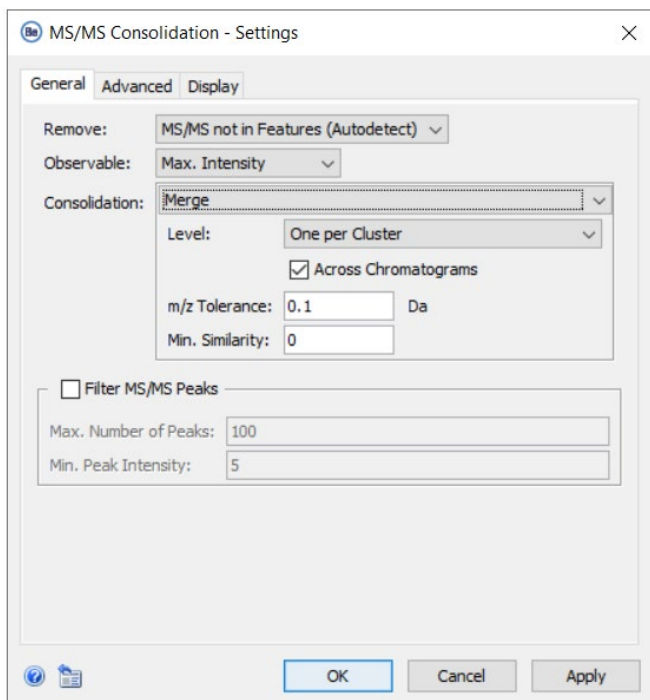 Be MS/MS Consolidation - Settings
General Advanced Display
Remove: MS/MS not in Features (Autodetect)
Observable: Max. Intensity
Consolidation: Merge
Level: One per Cluster
Across Chromatograms
m/z Tolerance: 0.1 Da
Min. Similarity: 0
Filter MS/MS Peaks
Max. Number of Peaks: 100
Min. Peak Intensity: 5
? OK Cancel Apply